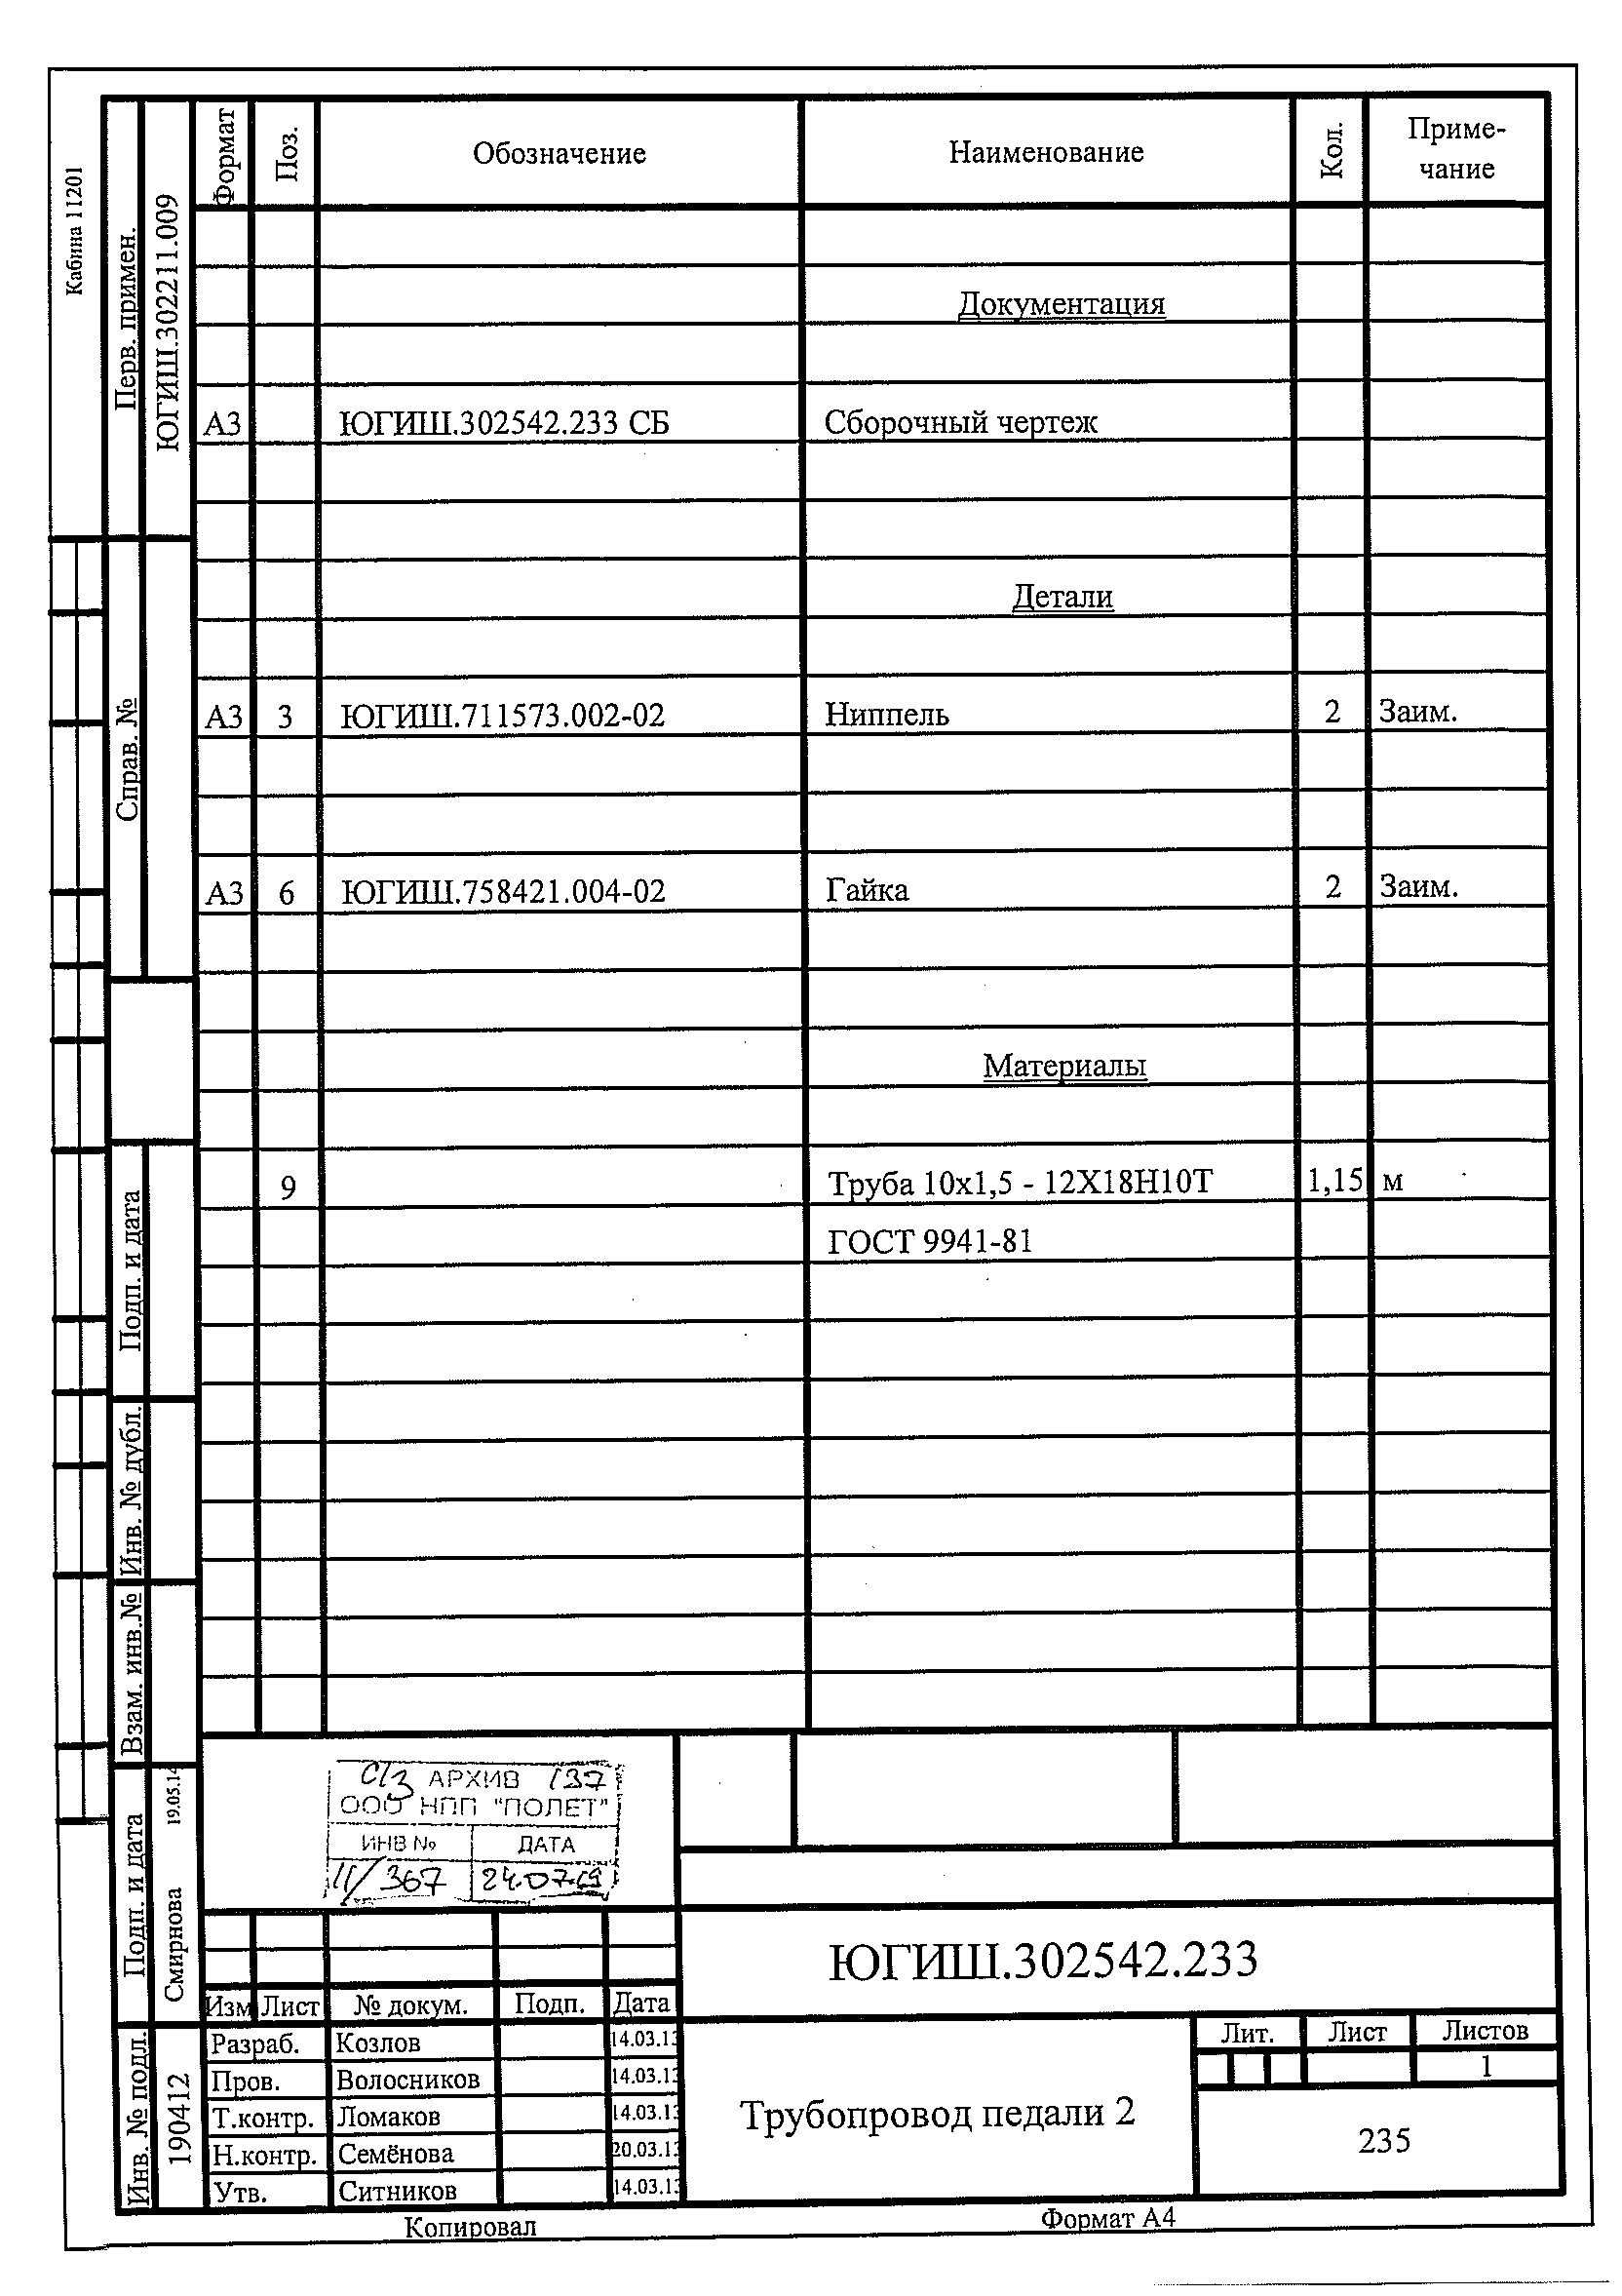 Кабина 11201
Перв. примен.
ЮГИШ.302211.009
Справ. №
Подп. и дата
Инв. № дубл.
Взам. инв.№
Подп. и дата
Смирнова 19.05.14
Инв. № подл.
190412
Формат Поз. Обозначение Наименование Кол. Приме-
чание
Документация
А3 ЮГИШ.302542.233 СБ Сборочный чертеж
Детали
А3 3 ЮГИШ.711573.002-02 Ниппель 2 Заим.
А3 6 ЮГИШ.758421.004-02 Гайка 2 Заим.
Материалы
9 Труба 10х1,5 - 12Х18Н10Т 1,15 м
ГОСТ 9941-81
АРХИВ 137
ООО НПП "ПОЛЕТ"
ИНВ № ДАТА
11/367 24.07.19
ЮГИШ.302542.233
Изм Лист № докум. Подп. Дата
Разраб. Козлов 14.03.13
Пров. Волосников 14.03.13
Т.контр. Ломаков 14.03.13
Н.контр. Семёнова 20.03.13
Утв. Ситников 14.03.13
Трубопровод педали 2
Лит. Лист Листов
1
235
Копировал Формат А4